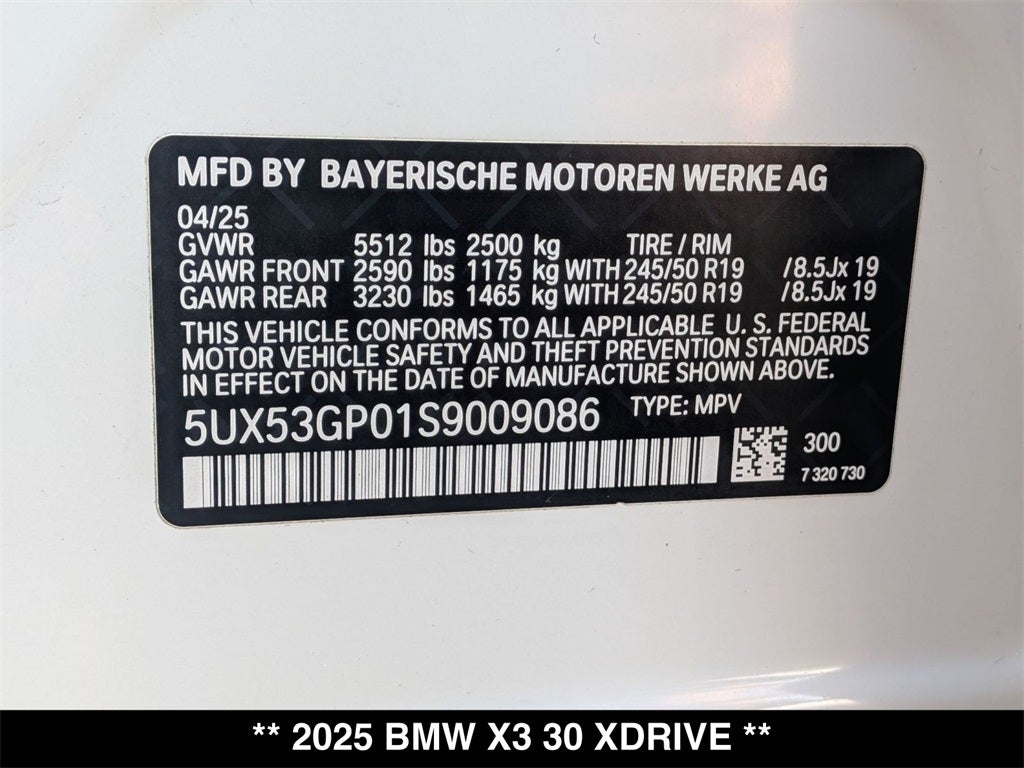 MFD BY BAYERISCHE MOTOREN WERKE AG
04/25
GVWR 5512 lbs 2500 kg TIRE / RIM
GAWR FRONT 2590 lbs 1175 kg WITH 245/50 R19 /8.5Jx 19
GAWR REAR 3230 lbs 1465 kg WITH 245/50 R19 /8.5Jx 19
THIS VEHICLE CONFORMS TO ALL APPLICABLE U. S. FEDERAL
MOTOR VEHICLE SAFETY AND THEFT PREVENTION STANDARDS
IN EFFECT ON THE DATE OF MANUFACTURE SHOWN ABOVE.
5UX53GP01S9009086 TYPE: MPV
300
7 320 730
** 2025 BMW X3 30 XDRIVE **